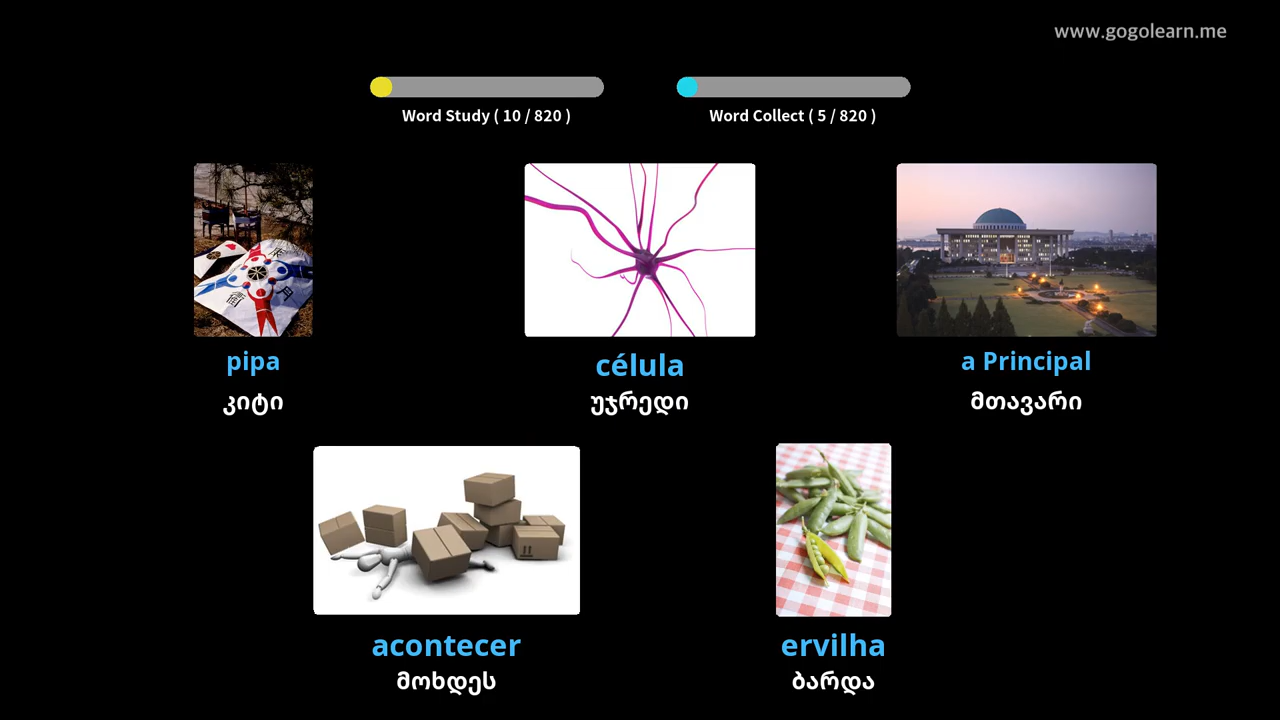 www.gogolearn.me
Word Study ( 10 / 820 )
Word Collect ( 5 / 820 )
pipa
კიტი
célula
უჯრედი
a Principal
მთავარი
acontecer
მოხდეს
ervilha
ბარდა